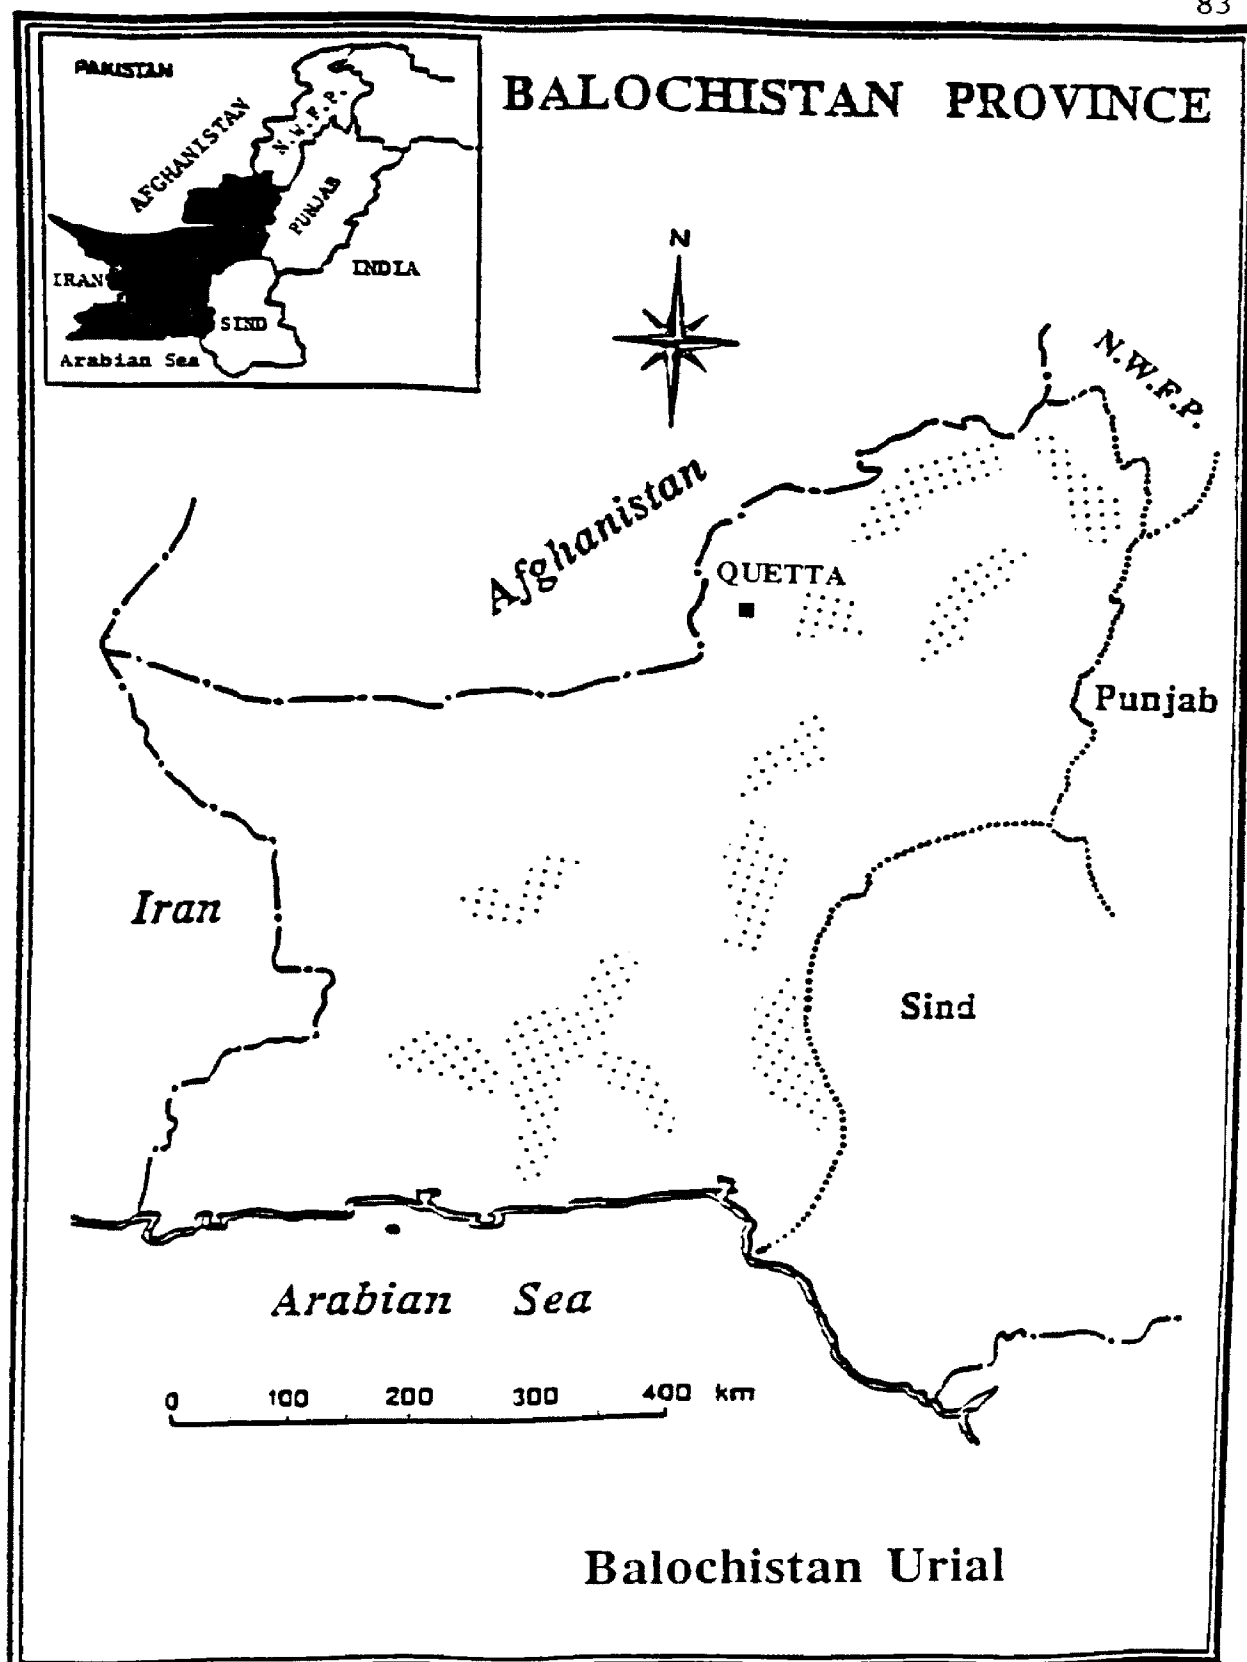 83
PAKISTAN
AFGHANISTAN
N.W.F.P.
PUNJAB
IRAN
INDIA
SIND
Arabian Sea
BALOCHISTAN PROVINCE
N
N.W.F.P.
Afghanistan
QUETTA
Punjab
Iran
Sind
Arabian Sea
0 100 200 300 400 km
Balochistan Urial